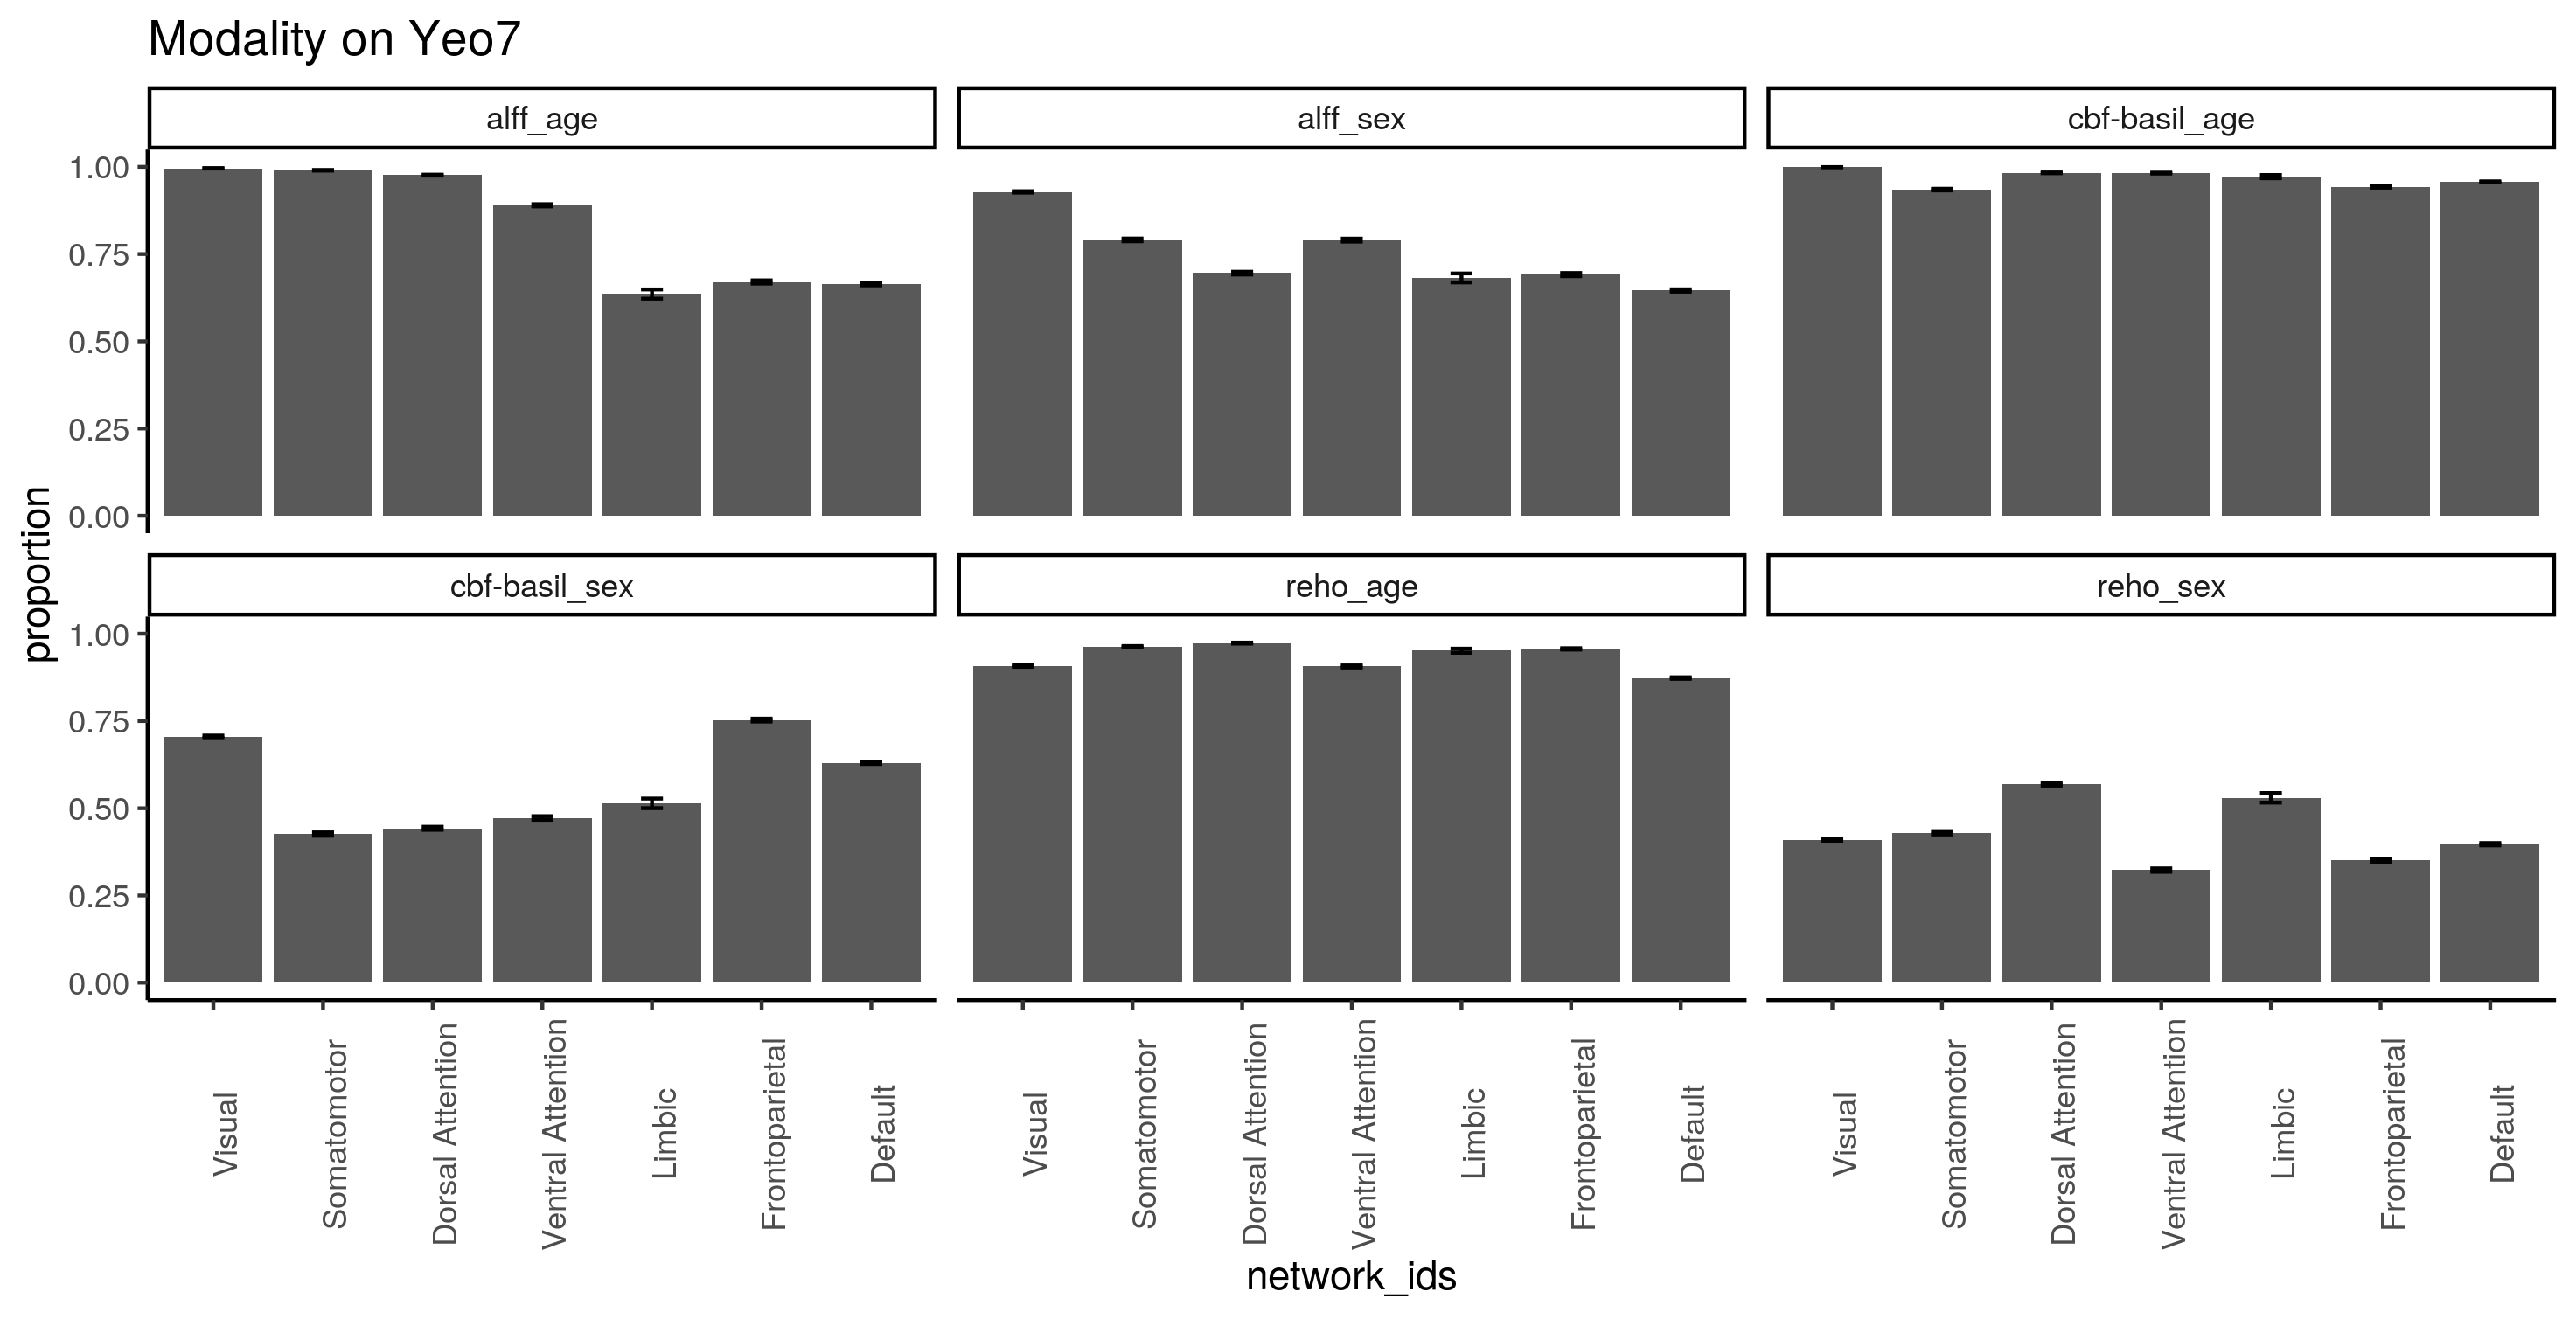 Modality on Yeo7
alff_age
alff_sex
cbf-basil_age
1.00
0.75
0.50
0.25
0.00
proportion
cbf-basil_sex
reho_age
reho_sex
1.00
0.75
0.50
0.25
0.00
Visual
Somatomotor
Dorsal Attention
Ventral Attention
Limbic
Frontoparietal
Default
Visual
Somatomotor
Dorsal Attention
Ventral Attention
Limbic
Frontoparietal
Default
Visual
Somatomotor
Dorsal Attention
Ventral Attention
Limbic
Frontoparietal
Default
network_ids